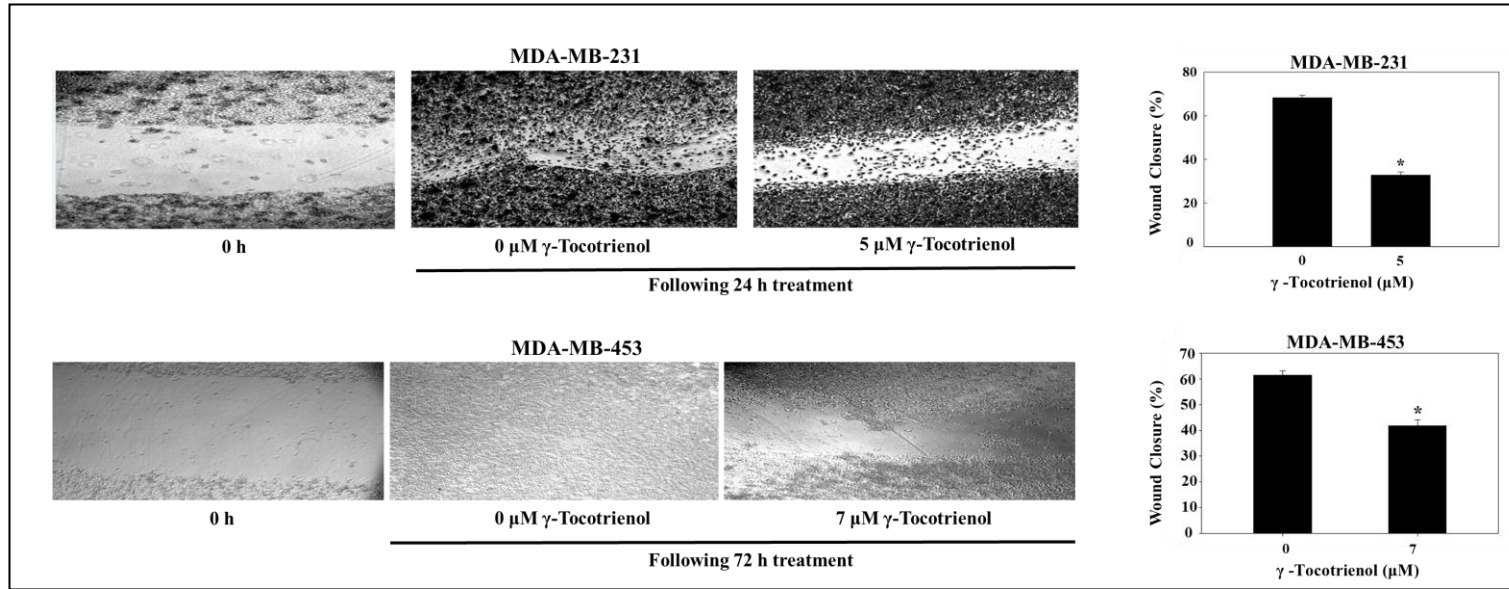 MDA-MB-231
0 h
0 μM γ-Tocotrienol
5 μM γ-Tocotrienol
Following 24 h treatment
MDA-MB-231
Wound Closure (%)
80
60
40
20
0
*
0
5
γ -Tocotrienol (μM)
MDA-MB-453
0 h
0 μM γ-Tocotrienol
7 μM γ-Tocotrienol
Following 72 h treatment
MDA-MB-453
Wound Closure (%)
70
60
50
40
30
20
10
0
*
0
7
γ -Tocotrienol (μM)